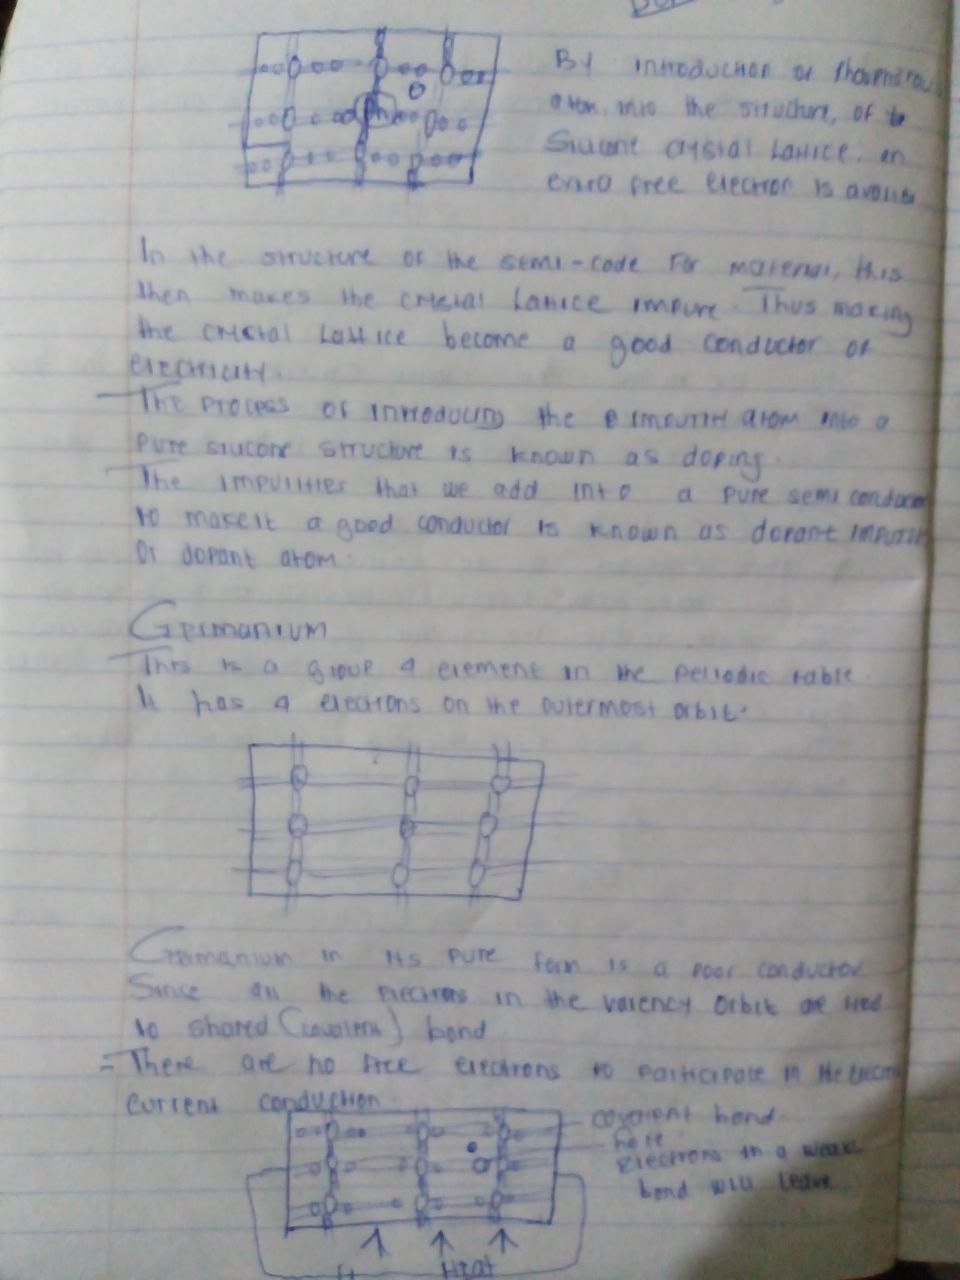 By introduction of Phosphorous
atom into the structure, of
Silicone crystal Lattice. an
extra free electron is availab
In the structure of the semi-code for material, this
then makes the crystal Lattice impure. Thus making
the crystal Lattice become a good conductor of
electricity.
The process of introducing the impurity atom into a
pure silicone structure is known as doping.
The impurities that we add into a pure semi conductor
to make it a good conductor is known as dopant impurit
Or dopant atom.
Germanium
This is a group 4 element in the periodic table
It has 4 electrons on the outermost orbit.
Germanium in its pure form is a poor conductor
Since all the electrons in the valency orbit are tied
to shared (covalent) bond.
= There are no free electrons to participate in the electric
current conduction.
covalent bond.
here
Electrons in a weak
bond will leave
Heat